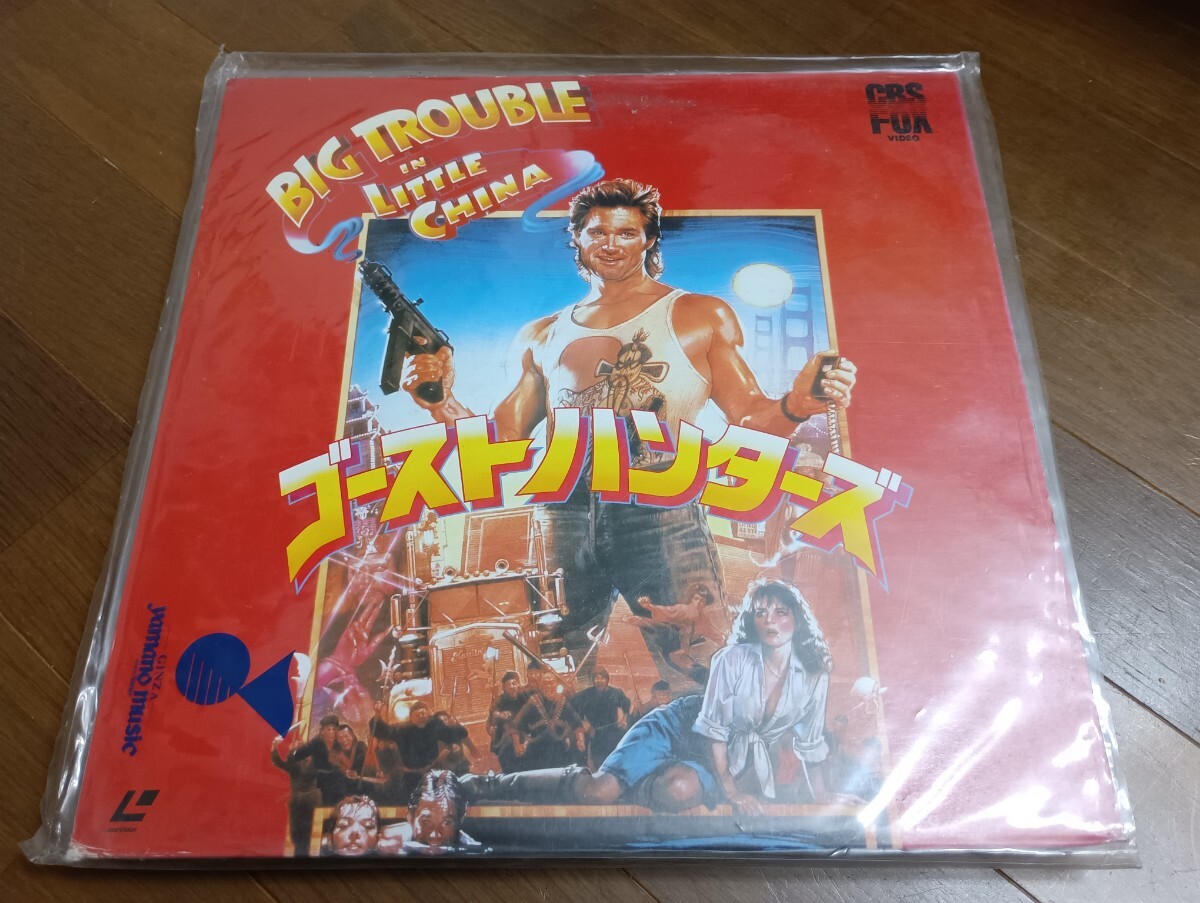 BIG TROUBLE
IN
LITTLE
CHINA
CBS
FOX
VIDEO
ゴーストハンターズ
GINZA
yamano music